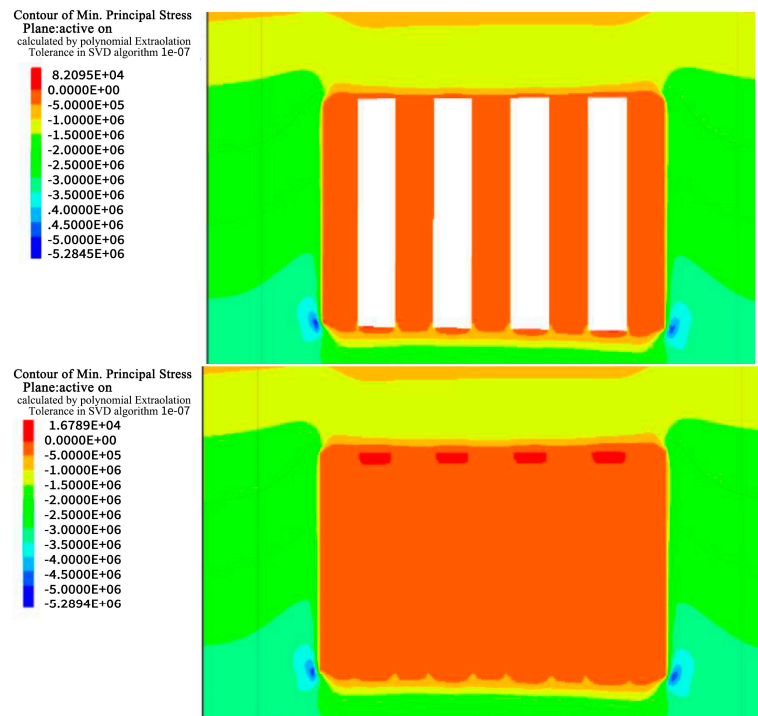 Contour of Min. Principal Stress
Plane:active on
calculated by polynomial Extraolation
Tolerance in SVD algorithm 1e-07
8.2095E+04
0.0000E+00
-5.0000E+05
-1.0000E+06
-1.5000E+06
-2.0000E+06
-2.5000E+06
-3.0000E+06
-3.5000E+06
.4.0000E+06
-4.5000E+06
-5.0000E+06
-5.2845E+06
Contour of Min. Principal Stress
Plane:active on
calculated by polynomial Extraolation
Tolerance in SVD algorithm 1e-07
1.6789E+04
0.0000E+00
-5.0000E+05
-1.0000E+06
-1.5000E+06
-2.0000E+06
-2.5000E+06
-3.0000E+06
-3.5000E+06
-4.0000E+06
-4.5000E+06
-5.0000E+06
-5.2894E+06